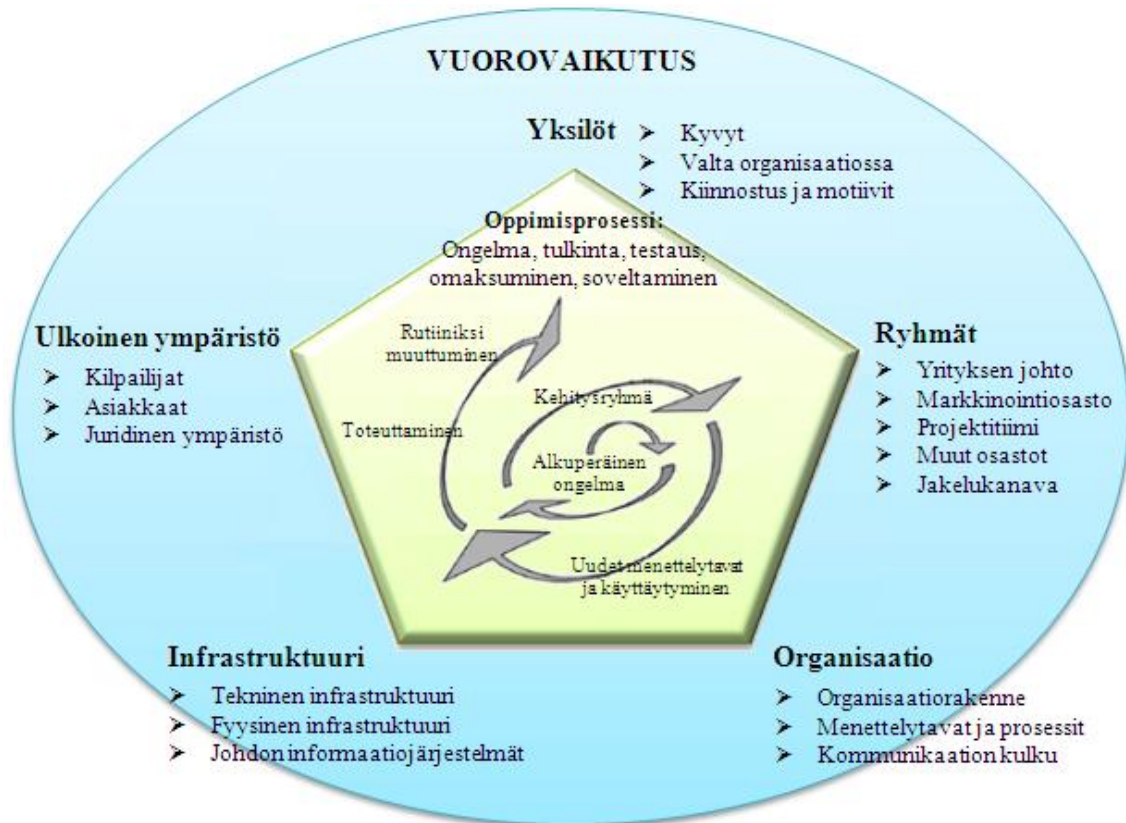 VUOROVAIKUTUS
Yksilöt
➤ Kyvyt
➤ Valta organisaatiossa
➤ Kiinnostus ja motiivit
Oppimisprosessi:
Ongelma, tulkinta, testaus,
omaksuminen, soveltaminen
Ulkoinen ympäristö
➤ Kilpailijat
➤ Asiakkaat
➤ Juridinen ympäristö
Rutiiniksi
muuttuminen
Toteuttaminen
Kehitysryhmä
Alkuperäinen
ongelma
Uudet menettelytavat
ja käyttäytyminen
Ryhmät
➤ Yrityksen johto
➤ Markkinointiosasto
➤ Projektitiimi
➤ Muut osastot
➤ Jakelukanava
Infrastruktuuri
➤ Tekninen infrastruktuuri
➤ Fyysinen infrastruktuuri
➤ Johdon informaatiojärjestelmät
Organisaatio
➤ Organisaatiorakenne
➤ Menettelytavat ja prosessit
➤ Kommunikaation kulku